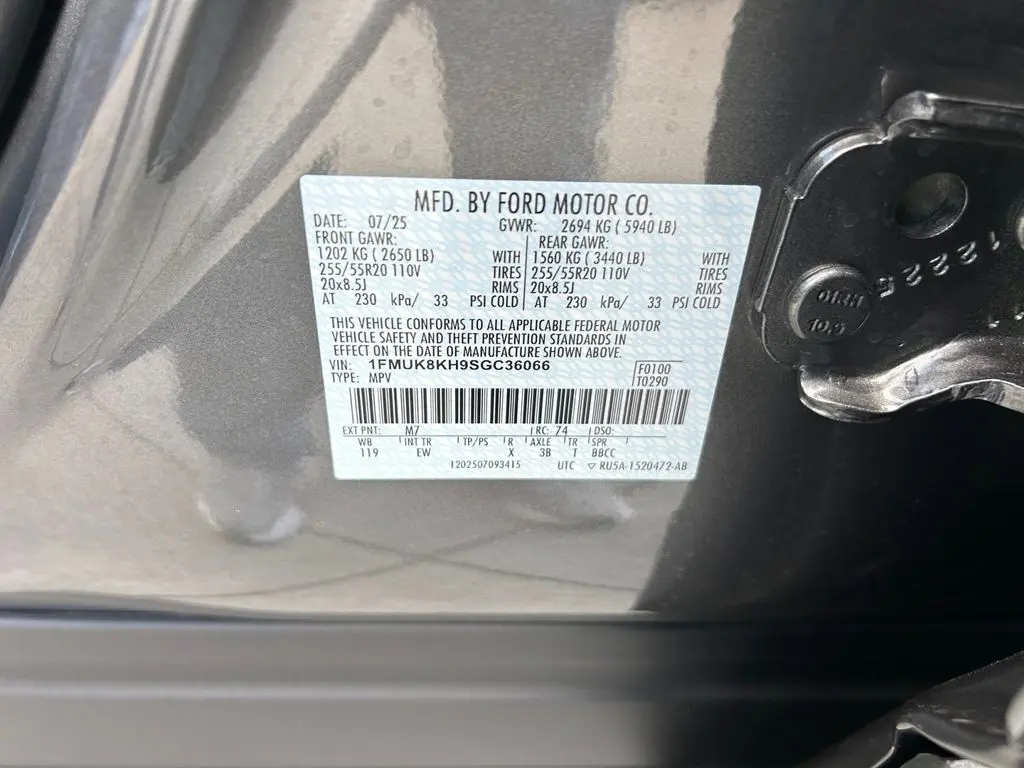 MFD. BY FORD MOTOR CO.
DATE: 07/25 GVWR: 2694 KG ( 5940 LB)
FRONT GAWR: REAR GAWR:
1202 KG ( 2650 LB) WITH 1560 KG ( 3440 LB) WITH
255/55R20 110V TIRES 255/55R20 110V TIRES
20x8.5J RIMS 20x8.5J RIMS
AT 230 kPa/ 33 PSI COLD AT 230 kPa/ 33 PSI COLD
THIS VEHICLE CONFORMS TO ALL APPLICABLE FEDERAL MOTOR
VEHICLE SAFETY AND THEFT PREVENTION STANDARDS IN
EFFECT ON THE DATE OF MANUFACTURE SHOWN ABOVE.
VIN: 1FMUK8KH9SGC36066 F0100
TYPE: MPV T0290
EXT PNT: M7 RC: 74 DSO:
WB INT TR TP/PS R AXLE TR SPR
119 EW X 3B T BBCC
1202507093415 UTC ▽ RU5A-1520472-AB
12225
10.9